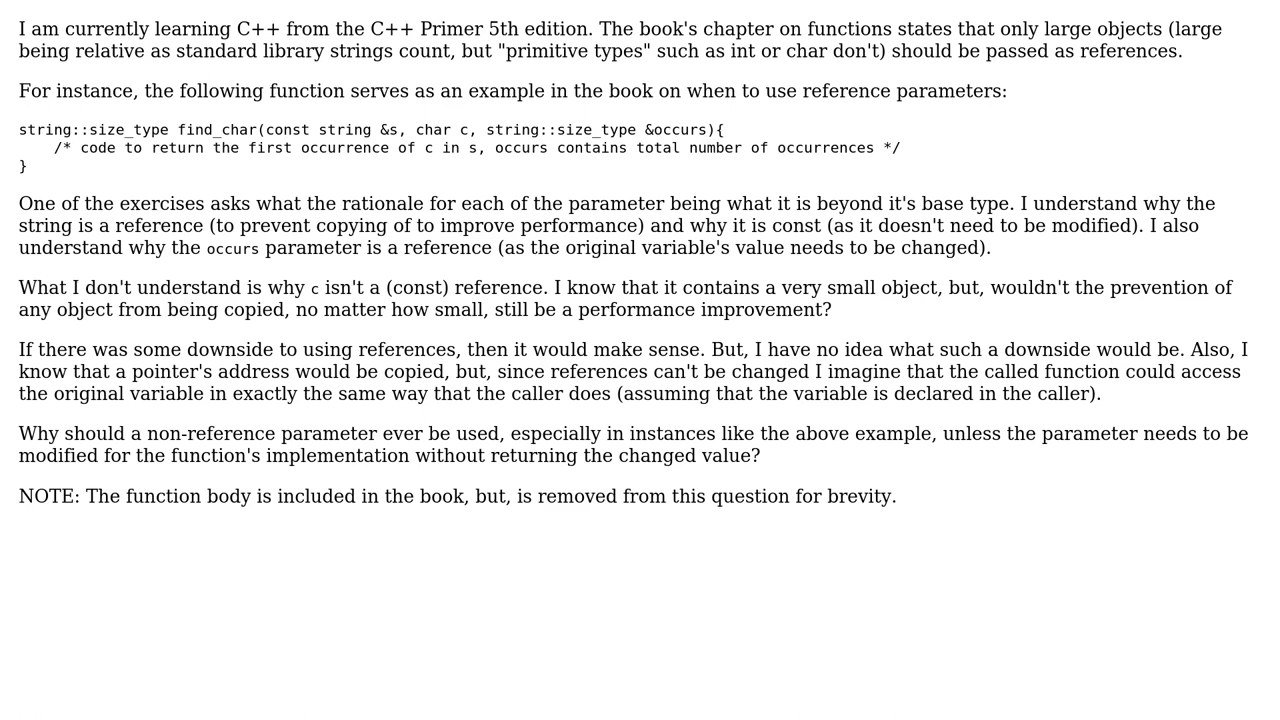 I am currently learning C++ from the C++ Primer 5th edition. The book's chapter on functions states that only large objects (large
being relative as standard library strings count, but "primitive types" such as int or char don't) should be passed as references.
For instance, the following function serves as an example in the book on when to use reference parameters:
string::size_type find_char(const string &s, char c, string::size_type &occurs){
    /* code to return the first occurrence of c in s, occurs contains total number of occurrences */
}
One of the exercises asks what the rationale for each of the parameter being what it is beyond it's base type. I understand why the
string is a reference (to prevent copying of to improve performance) and why it is const (as it doesn't need to be modified). I also
understand why the occurs parameter is a reference (as the original variable's value needs to be changed).
What I don't understand is why c isn't a (const) reference. I know that it contains a very small object, but, wouldn't the prevention of
any object from being copied, no matter how small, still be a performance improvement?
If there was some downside to using references, then it would make sense. But, I have no idea what such a downside would be. Also, I
know that a pointer's address would be copied, but, since references can't be changed I imagine that the called function could access
the original variable in exactly the same way that the caller does (assuming that the variable is declared in the caller).
Why should a non-reference parameter ever be used, especially in instances like the above example, unless the parameter needs to be
modified for the function's implementation without returning the changed value?
NOTE: The function body is included in the book, but, is removed from this question for brevity.